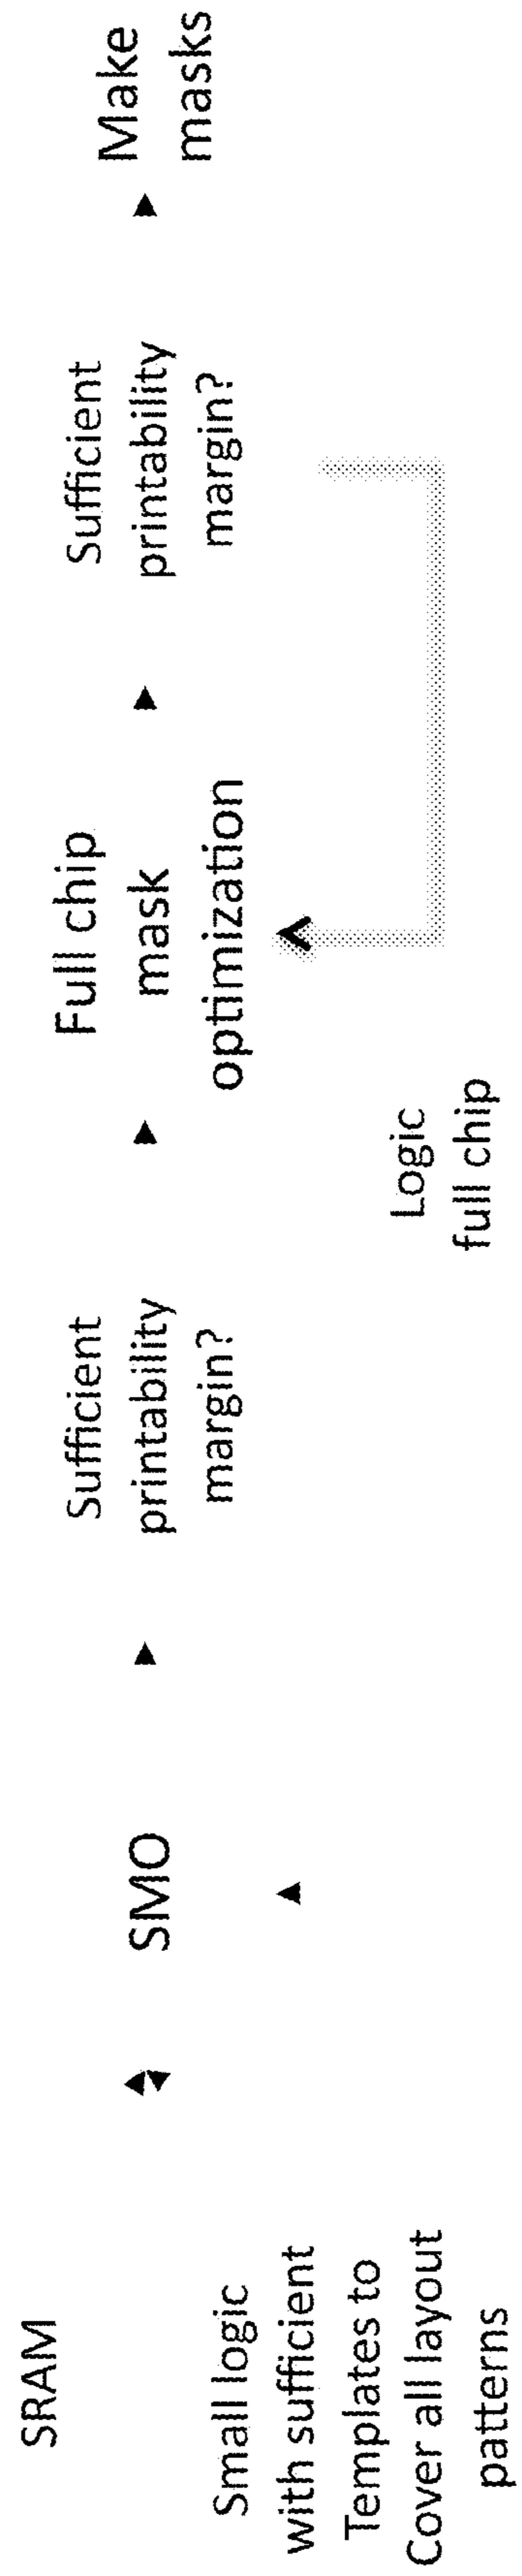 SRAM
Small logic
with sufficient
Templates to
Cover all layout
patterns
SMO
Sufficient
printability
margin?
Full chip
mask
optimization
Logic
full chip
Sufficient
printability
margin?
Make
masks